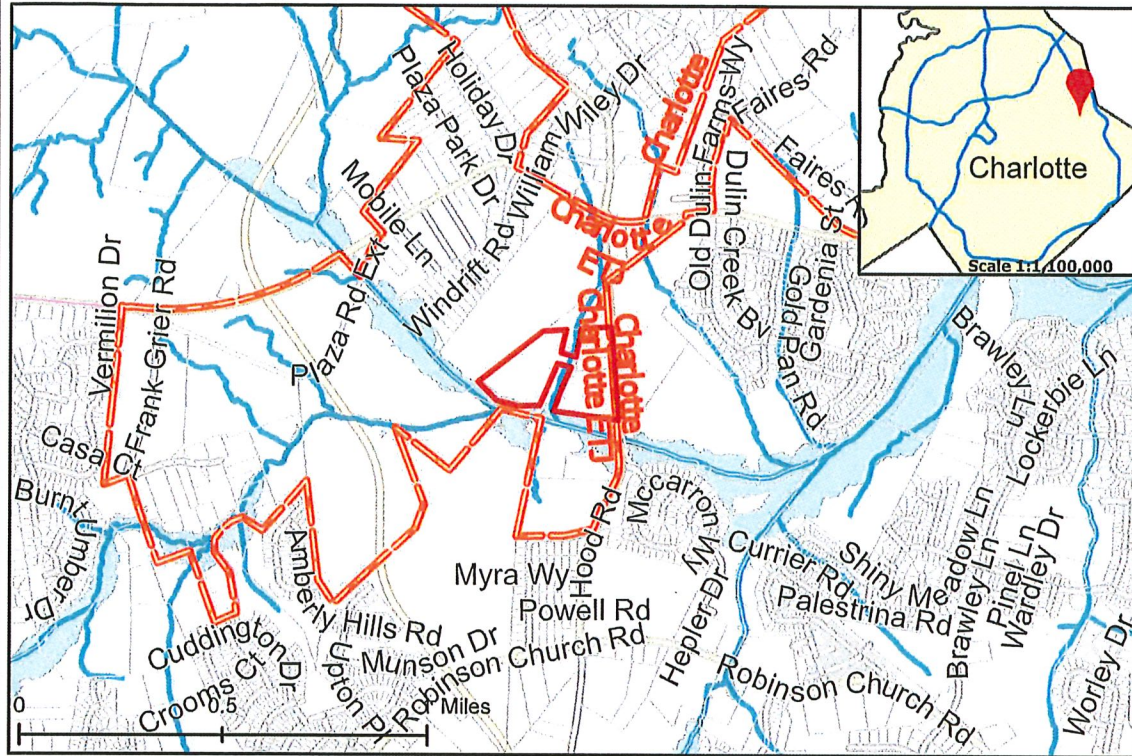 Plaza Park Dr
Holiday Dr
William Wiley Dr
Charlotte
Old Dulin Farms Wy
Faires Rd
Faires
Dulin Creek Bv
Gardenia St
Gold Pan Rd
Mobile Ln
Windrift Rd
Plaza Rd Ext
Vermilion Dr
Frank Grier Rd
Charlotte
Charlotte
Charlotte
Casa Ct
Burnt Umber Dr
Amberly Hills Rd
Cuddington Dr
Crooms Ct
Upton Pl
Munson Dr
Robinson Church Rd
Myra Wy
Hood Rd
Powell Rd
Mccarron Wy
Hepler Dr
Currier Rd
Palestrina Rd
Shiny Meadow Ln
Brawley Ln
Lockerbie Ln
Brawley Ln
Pinel Ln
Wardley Dr
Worley Dr
Robinson Church Rd
0
0.5
1
Miles
Charlotte
Scale 1:1,100,000